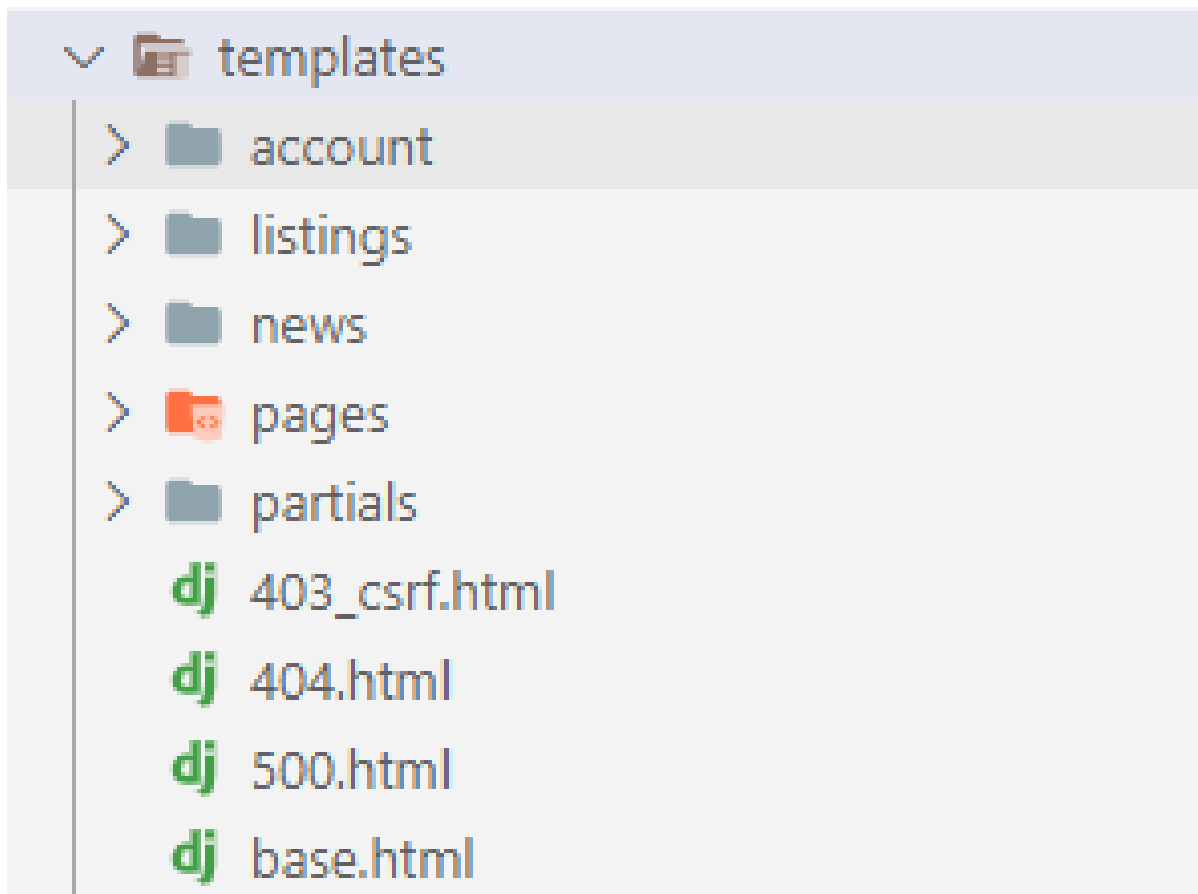 templates
account
listings
news
pages
partials
dj 403_csrf.html
dj 404.html
dj 500.html
dj base.html